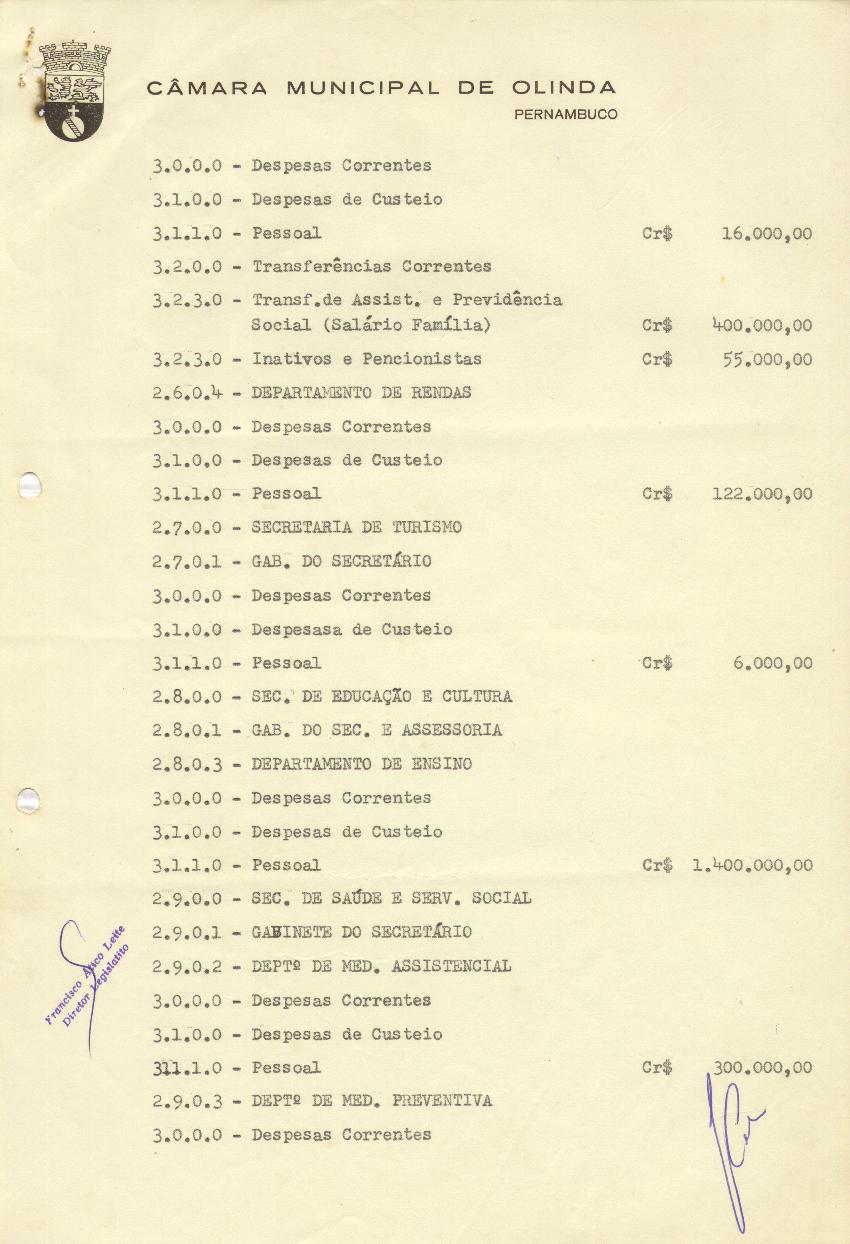 CÂMARA MUNICIPAL DE OLINDA
PERNAMBUCO
3.0.0.0 - Despesas Correntes
3.1.0.0 - Despesas de Custeio
3.1.1.0 - Pessoal Cr$ 16.000,00
3.2.0.0 - Transferências Correntes
3.2.3.0 - Transf.de Assist. e Previdência
Social (Salário Família) Cr$ 400.000,00
3.2.3.0 - Inativos e Pencionistas Cr$ 55.000,00
2.6.0.4 - DEPARTAMENTO DE RENDAS
3.0.0.0 - Despesas Correntes
3.1.0.0 - Despesas de Custeio
3.1.1.0 - Pessoal Cr$ 122.000,00
2.7.0.0 - SECRETARIA DE TURISMO
2.7.0.1 - GAB. DO SECRETÁRIO
3.0.0.0 - Despesas Correntes
3.1.0.0 - Despesasa de Custeio
3.1.1.0 - Pessoal Cr$ 6.000,00
2.8.0.0 - SEC. DE EDUCAÇÃO E CULTURA
2.8.0.1 - GAB. DO SEC. E ASSESSORIA
2.8.0.3 - DEPARTAMENTO DE ENSINO
3.0.0.0 - Despesas Correntes
3.1.0.0 - Despesas de Custeio
3.1.1.0 - Pessoal Cr$ 1.400.000,00
2.9.0.0 - SEC. DE SAÚDE E SERV. SOCIAL
2.9.0.1 - GABINETE DO SECRETÁRIO
2.9.0.2 - DEPTº DE MED. ASSISTENCIAL
3.0.0.0 - Despesas Correntes
3.1.0.0 - Despesas de Custeio
311.1.0 - Pessoal Cr$ 300.000,00
2.9.0.3 - DEPTº DE MED. PREVENTIVA
3.0.0.0 - Despesas Correntes
Francisco Atico Leite
Diretor Legislatito